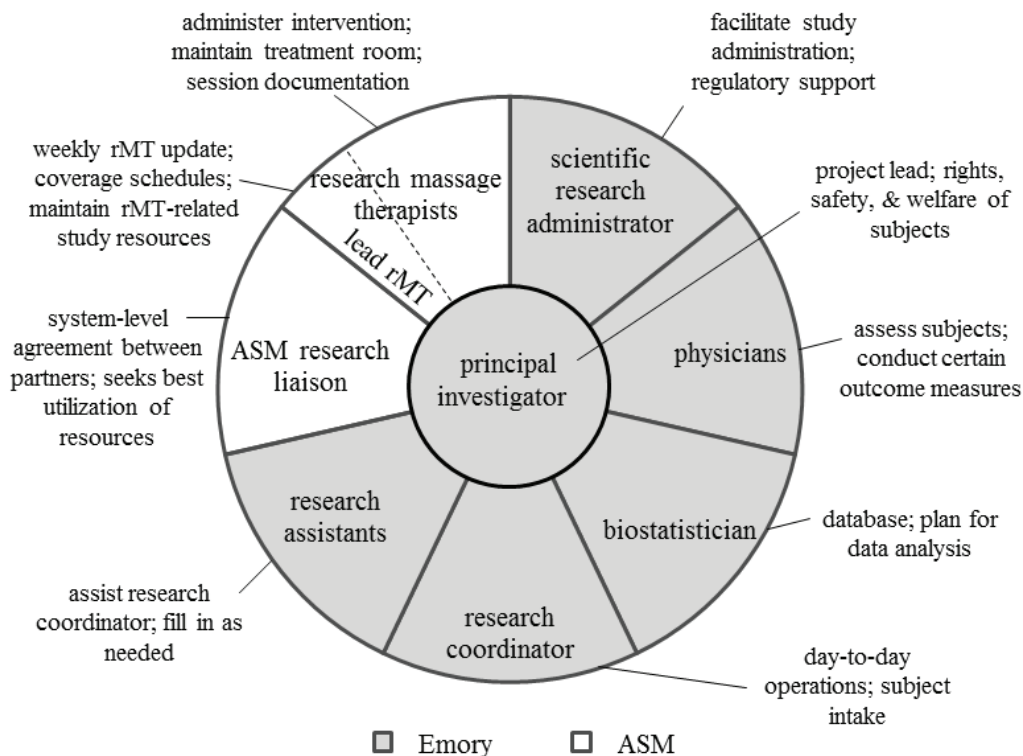 administer intervention;
maintain treatment room;
session documentation
facilitate study
administration;
regulatory support
weekly rMT update;
coverage schedules;
maintain rMT-related
study resources
research massage
therapists
lead rMT
scientific
research
administrator
project lead; rights,
safety, & welfare of
subjects
system-level
agreement between
partners; seeks best
utilization of
resources
ASM research
liaison
principal
investigator
physicians
assess subjects;
conduct certain
outcome measures
research
assistants
biostatistician
database; plan for
data analysis
assist research
coordinator; fill in as
needed
research
coordinator
day-to-day
operations; subject
intake
Emory
ASM